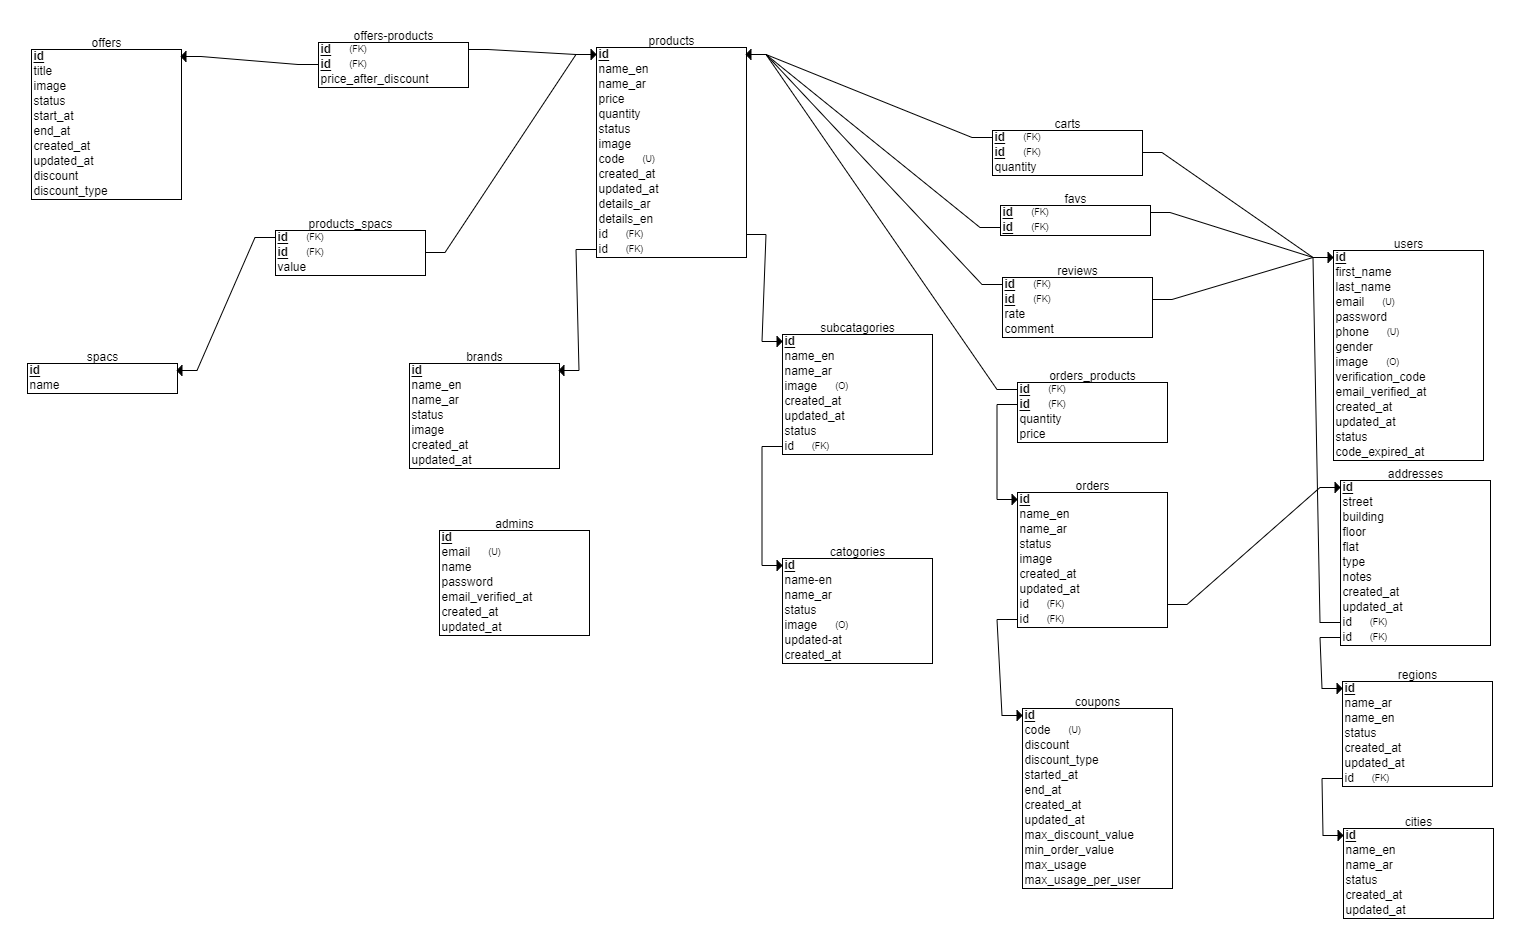 offers
id
title
image
status
start_at
end_at
created_at
updated_at
discount
discount_type
offers-products
id (FK)
id (FK)
price_after_discount
products
id
name_en
name_ar
price
quantity
status
image
code (U)
created_at
updated_at
details_ar
details_en
id (FK)
id (FK)
carts
id (FK)
id (FK)
quantity
favs
id (FK)
id (FK)
reviews
id (FK)
id (FK)
rate
comment
users
id
first_name
last_name
email (U)
password
phone (U)
gender
image (O)
verification_code
email_verified_at
created_at
updated_at
status
code_expired_at
products_spacs
id (FK)
id (FK)
value
spacs
id
name
brands
id
name_en
name_ar
status
image
created_at
updated_at
subcatagories
id
name_en
name_ar
image (O)
created_at
updated_at
status
id (FK)
orders_products
id (FK)
id (FK)
quantity
price
addresses
id
street
building
floor
flat
type
notes
created_at
updated_at
id (FK)
id (FK)
orders
id
name_en
name_ar
status
image
created_at
updated_at
id (FK)
id (FK)
admins
id
email (U)
name
password
email_verified_at
created_at
updated_at
catogories
id
name-en
name_ar
status
image (O)
updated-at
created_at
regions
id
name_ar
name_en
status
created_at
updated_at
id (FK)
coupons
id
code (U)
discount
discount_type
started_at
end_at
created_at
updated_at
max_discount_value
min_order_value
max_usage
max_usage_per_user
cities
id
name_en
name_ar
status
created_at
updated_at